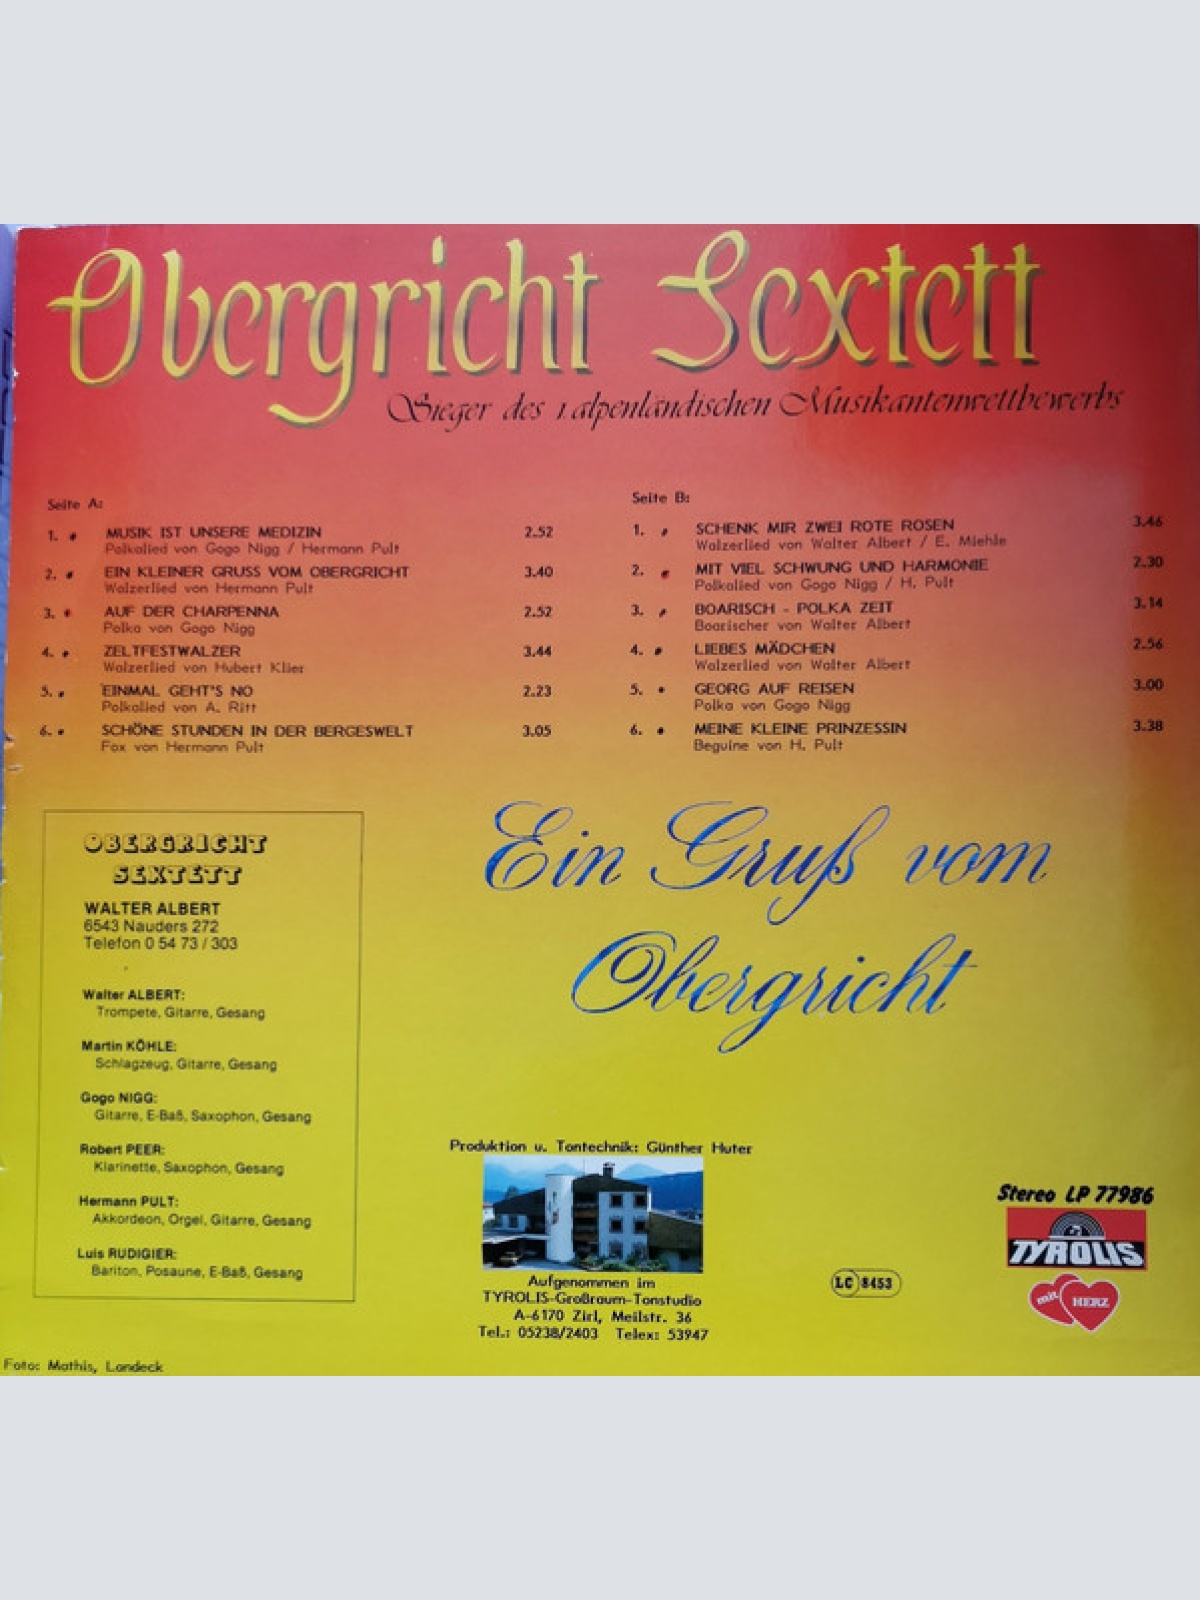 Obergricht Sextett
Sieger des 1 alpenländischen Musikantenwettbewerbs
Seite A:
1. MUSIK IST UNSERE MEDIZIN 2.52
Polkalied von Gogo Nigg / Hermann Pult
2. EIN KLEINER GRUSS VOM OBERGRICHT 3.40
Walzerlied von Hermann Pult
3. AUF DER CHARPENNA 2.52
Polka von Gogo Nigg
4. ZELTFESTWALZER 3.44
Walzerlied von Hubert Klier
5. EINMAL GEHT'S NO 2.23
Polkalied von A. Ritt
6. SCHÖNE STUNDEN IN DER BERGESWELT 3.05
Fox von Hermann Pult
Seite B:
1. SCHENK MIR ZWEI ROTE ROSEN 3.46
Walzerlied von Walter Albert / E. Miehle
2. MIT VIEL SCHWUNG UND HARMONIE 2.30
Polkalied von Gogo Nigg / H. Pult
3. BOARISCH - POLKA ZEIT 3.14
Boarischer von Walter Albert
4. LIEBES MÄDCHEN 2.56
Walzerlied von Walter Albert
5. GEORG AUF REISEN 3.00
Polka von Gogo Nigg
6. MEINE KLEINE PRINZESSIN 3.38
Beguine von H. Pult
OBERGRICHT
SEXTETT
WALTER ALBERT
6543 Nauders 272
Telefon 0 54 73 / 303
Walter ALBERT:
Trompete, Gitarre, Gesang
Martin KÖHLE:
Schlagzeug, Gitarre, Gesang
Gogo NIGG:
Gitarre, E-Baß, Saxophon, Gesang
Robert PEER:
Klarinette, Saxophon, Gesang
Hermann PULT:
Akkordeon, Orgel, Gitarre, Gesang
Luis RUDIGIER:
Bariton, Posaune, E-Baß, Gesang
Foto: Mathis, Landeck
Ein Gruß vom
Obergricht
Produktion u. Tontechnik: Günther Huter
Aufgenommen im
TYROLIS-Großraum-Tonstudio
A-6170 Zirl, Meilstr. 36
Tel.: 05238/2403 Telex: 53947
LC 8453
Stereo LP 77986
TYROLIS
mit HERZ